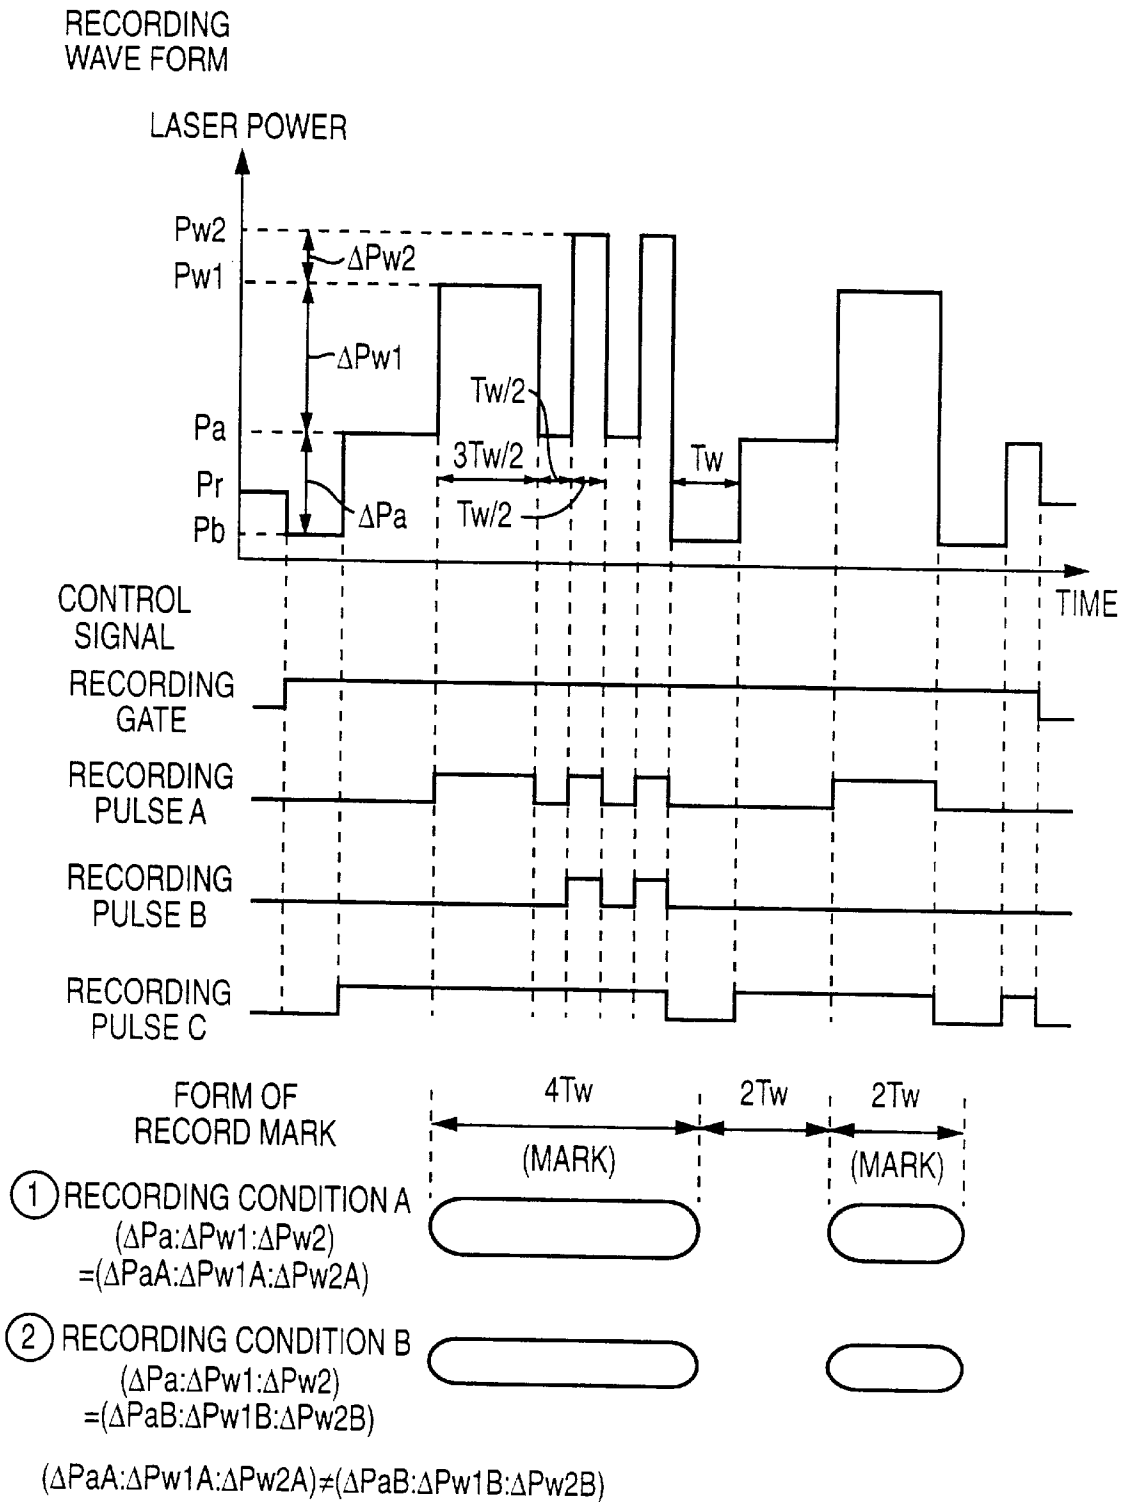 RECORDING
WAVE FORM
LASER POWER
Pw2
ΔPw2
Pw1
ΔPw1
Tw/2
Pa
3Tw/2
Tw
Pr
ΔPa
Tw/2
Pb
TIME
CONTROL
SIGNAL
RECORDING
GATE
RECORDING
PULSE A
RECORDING
PULSE B
RECORDING
PULSE C
FORM OF
RECORD MARK
4Tw
2Tw
2Tw
(MARK)
(MARK)
1 RECORDING CONDITION A
(ΔPa:ΔPw1:ΔPw2)
=(ΔPaA:ΔPw1A:ΔPw2A)
2 RECORDING CONDITION B
(ΔPa:ΔPw1:ΔPw2)
=(ΔPaB:ΔPw1B:ΔPw2B)
(ΔPaA:ΔPw1A:ΔPw2A)≠(ΔPaB:ΔPw1B:ΔPw2B)